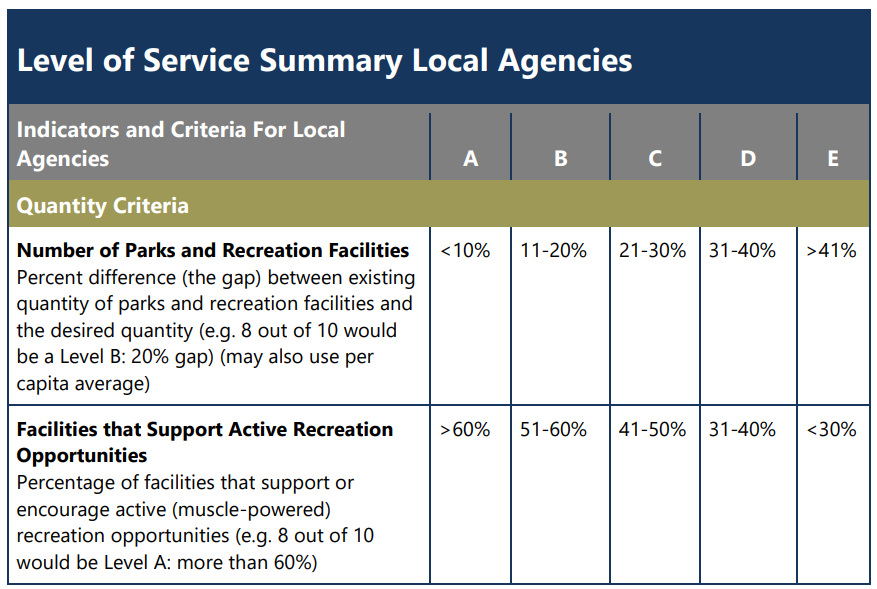 Level of Service Summary Local Agencies
Indicators and Criteria For Local
Agencies A B C D E
Quantity Criteria
Number of Parks and Recreation Facilities <10% 11-20% 21-30% 31-40% >41%
Percent difference (the gap) between existing
quantity of parks and recreation facilities and
the desired quantity (e.g. 8 out of 10 would
be a Level B: 20% gap) (may also use per
capita average)
Facilities that Support Active Recreation >60% 51-60% 41-50% 31-40% <30%
Opportunities
Percentage of facilities that support or
encourage active (muscle-powered)
recreation opportunities (e.g. 8 out of 10
would be Level A: more than 60%)